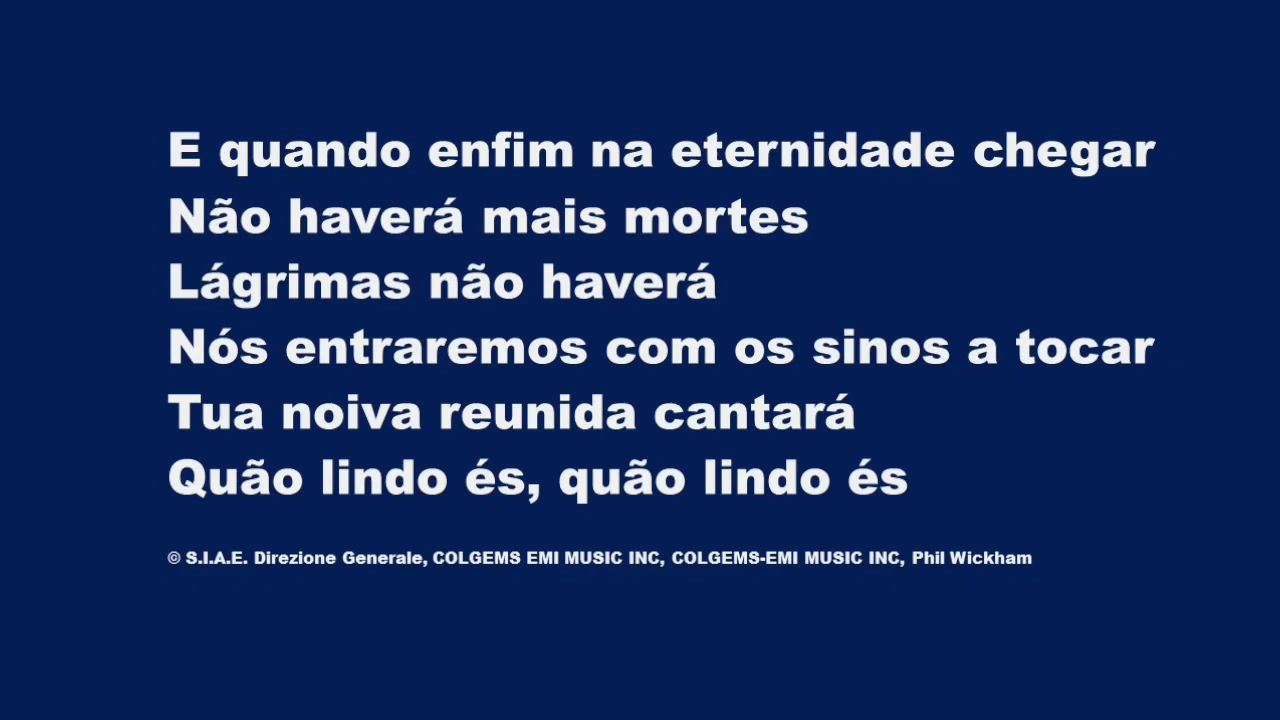 E quando enfim na eternidade chegar
Não haverá mais mortes
Lágrimas não haverá
Nós entraremos com os sinos a tocar
Tua noiva reunida cantará
Quão lindo és, quão lindo és
© S.I.A.E. Direzione Generale, COLGEMS EMI MUSIC INC, COLGEMS-EMI MUSIC INC, Phil Wickham